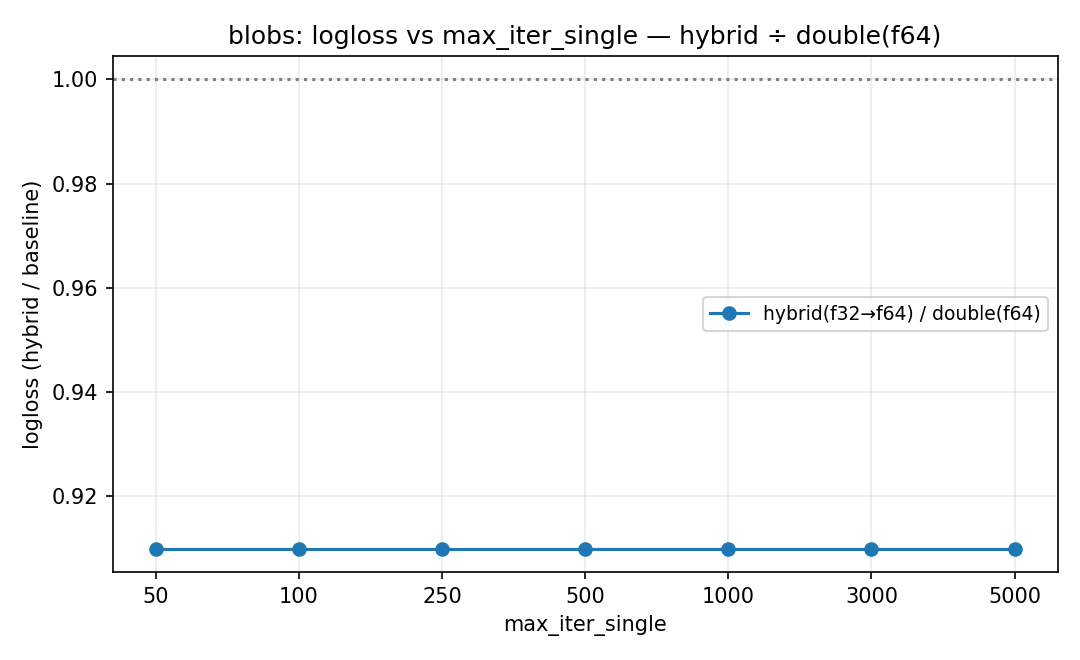 blobs: logloss vs max_iter_single — hybrid ÷ double(f64)
logloss (hybrid / baseline)
1.00
0.98
0.96
0.94
0.92
hybrid(f32→f64) / double(f64)
50 100 250 500 1000 3000 5000
max_iter_single